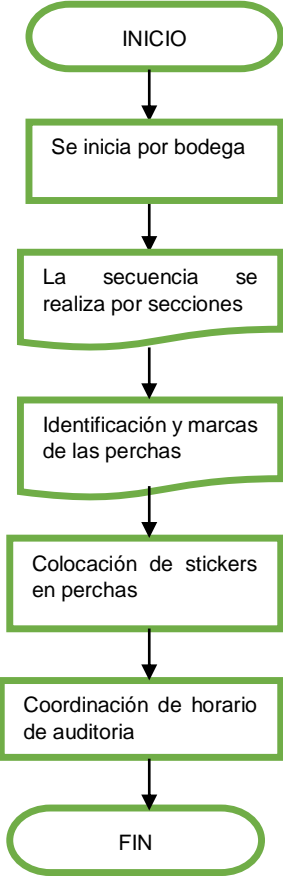 INICIO
Se inicia por bodega
La secuencia se
realiza por secciones
Identificación y marcas
de las perchas
Colocación de stickers
en perchas
Coordinación de horario
de auditoria
FIN